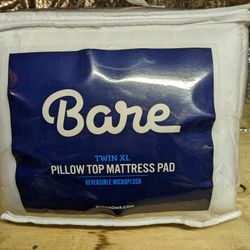 Bare
TWIN XL
PILLOW TOP MATTRESS PAD
REVERSIBLE MICROPLUSH